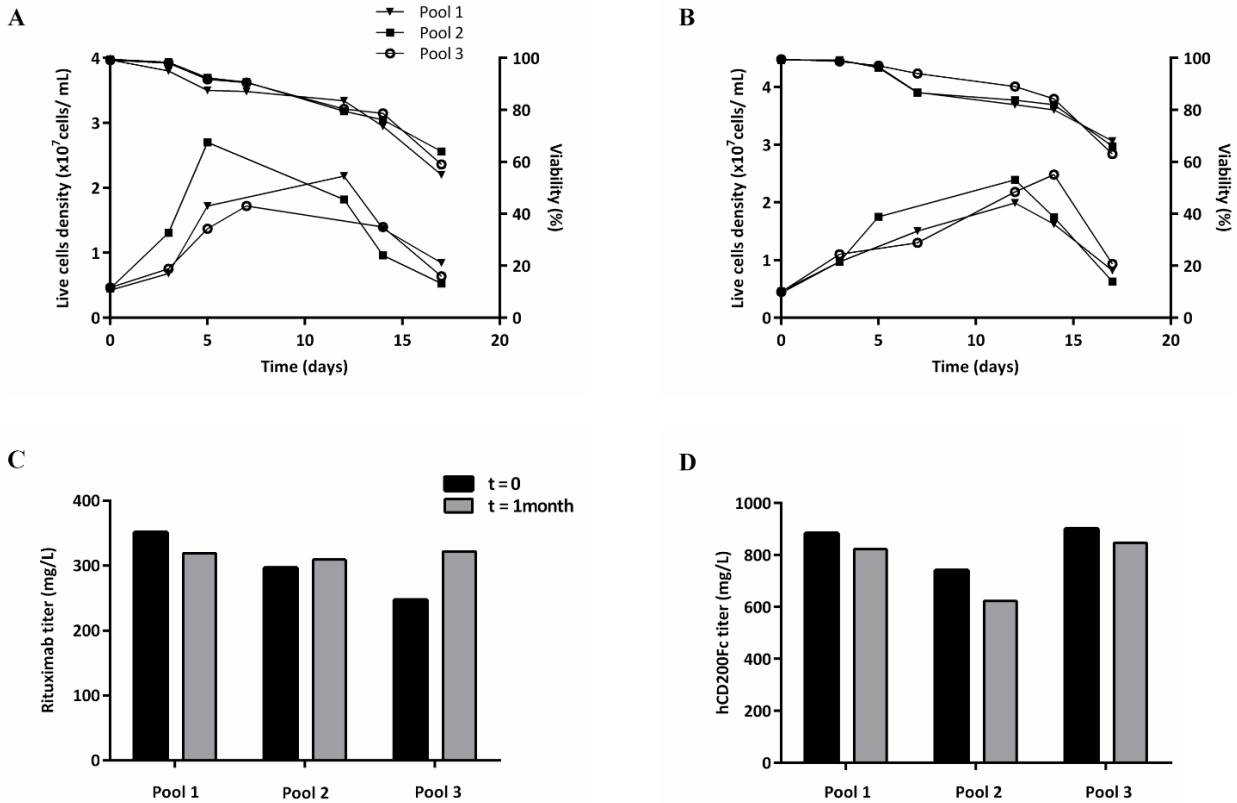 A
Pool 1
Pool 2
Pool 3
Live cells density (x10⁷cells/ mL)
4
3
2
1
0
100
80
60
40
20
0
Viability (%)
0 5 10 15 20
Time (days)
B
Live cells density (x10⁷cells/ mL)
4
3
2
1
0
100
80
60
40
20
0
Viability (%)
0 5 10 15 20
Time (days)
C
t = 0
t = 1month
Rituximab titer (mg/L)
400
300
200
100
0
Pool 1 Pool 2 Pool 3
D
hCD200Fc titer (mg/L)
1000
800
600
400
200
0
Pool 1 Pool 2 Pool 3